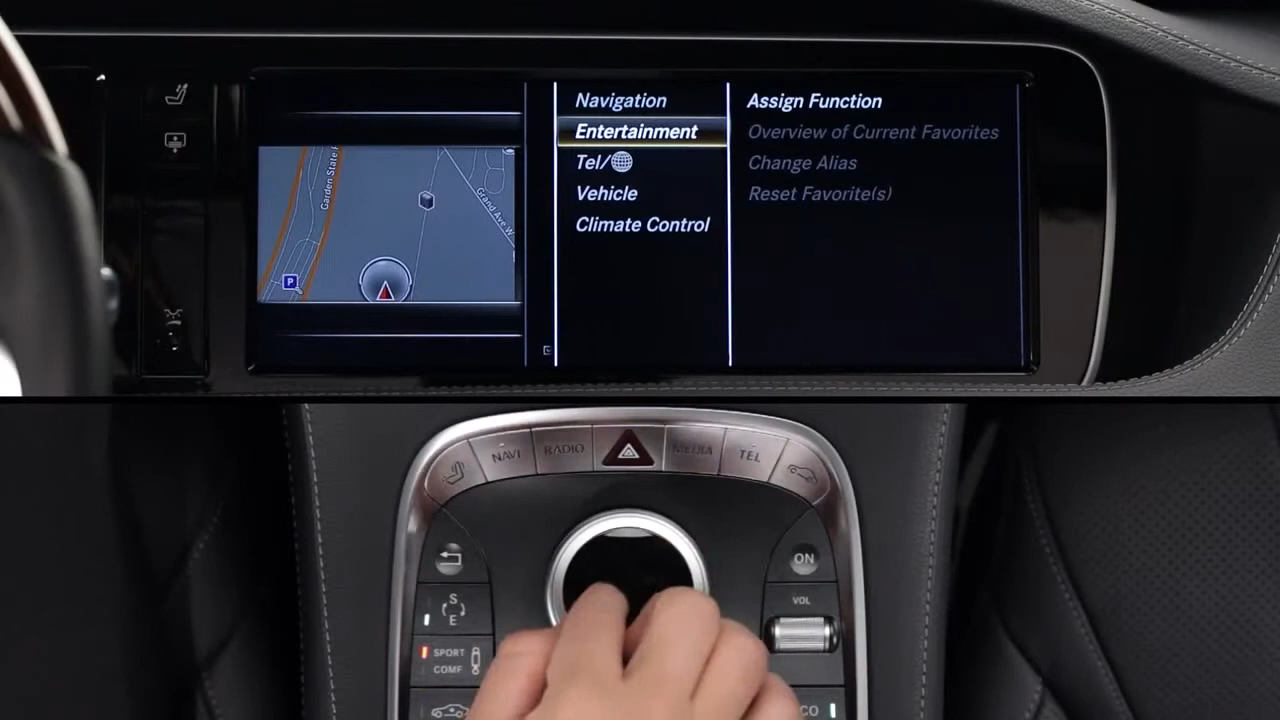 Navigation
Entertainment
Tel/
Vehicle
Climate Control
Assign Function
Overview of Current Favorites
Change Alias
Reset Favorite(s)
Garden State
Grand Ave W
P
NAVI
RADIO
MEDIA
TEL
ON
S
E
VOL
SPORT
COMF
CO